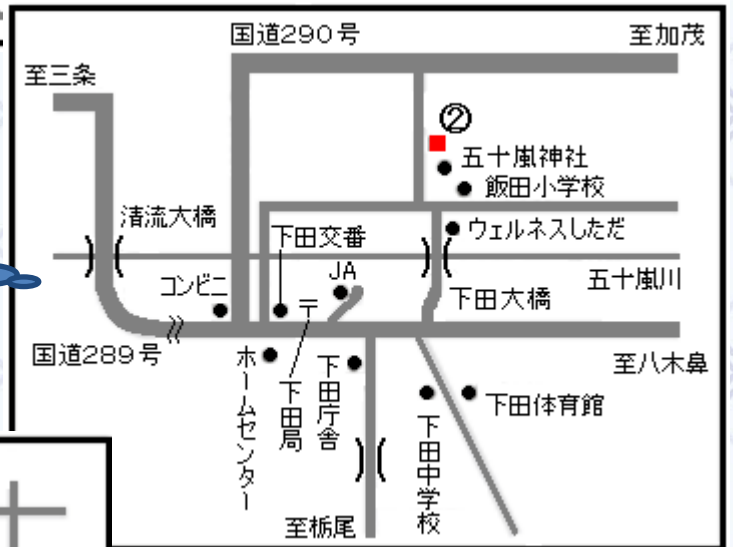 国道290号
至加茂
至三条
②
五十嵐神社
飯田小学校
清流大橋
下田交番
ウェルネスしただ
コンビニ
JA
五十嵐川
〒
下田大橋
国道289号
至八木鼻
ホームセンター
下田局
下田庁舎
下田体育館
下田中学校
至栃尾